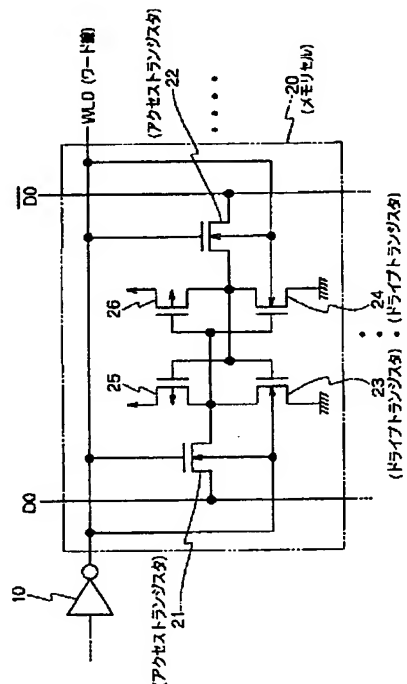 10
WL0 (ワード線)
D0
D0
(アクセストランジスタ)
22
20
(メモリセル)
26
25
24
(ドライブトランジスタ)
23
(ドライブトランジスタ)
21
(アクセストランジスタ)